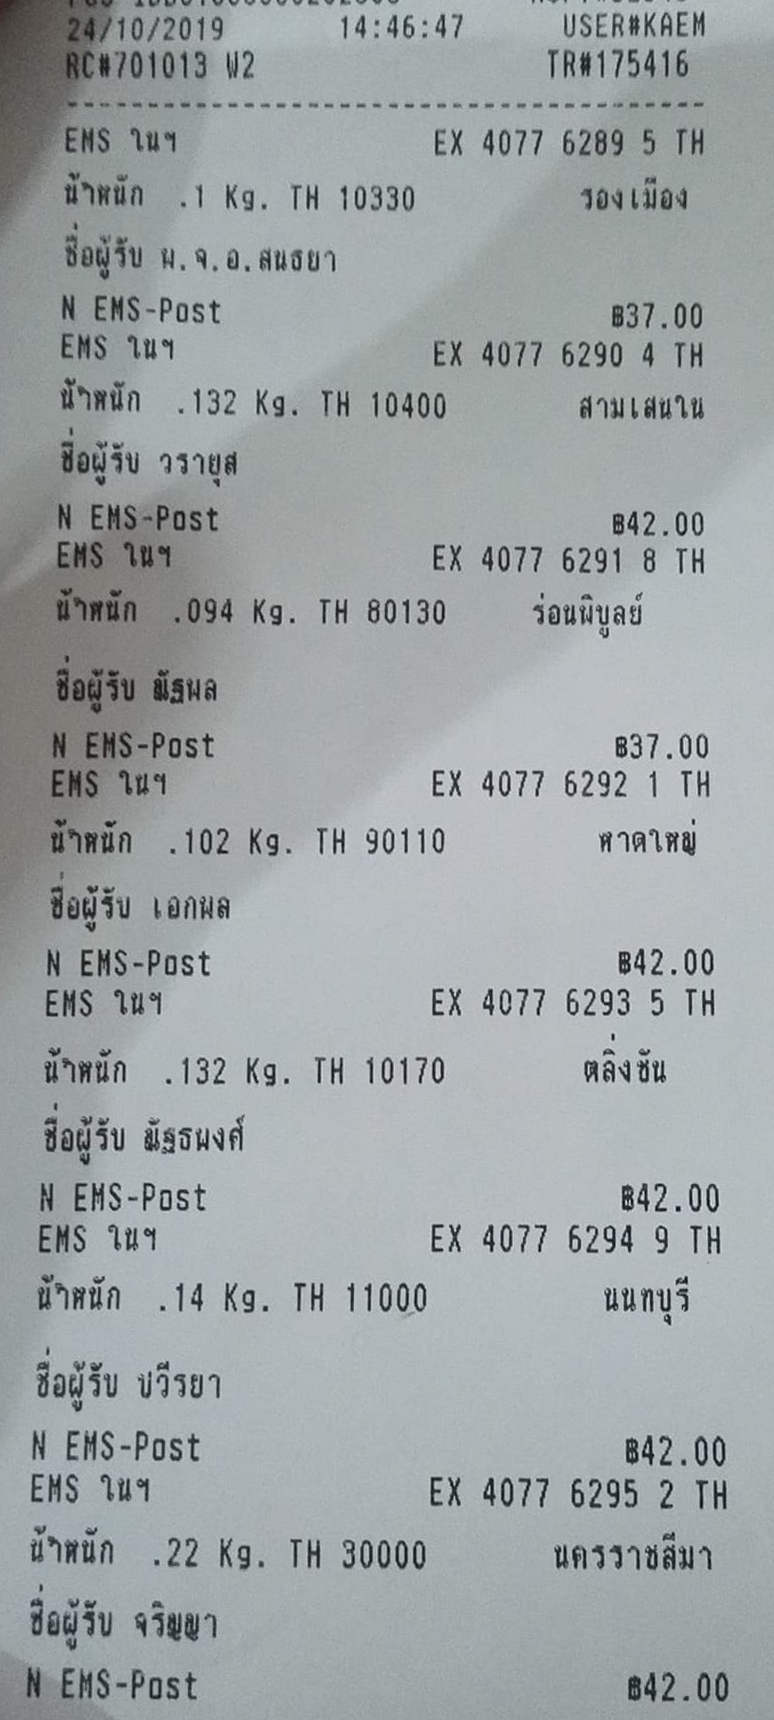 24/10/2019 14:46:47 USER#KAEM
RC#701013 W2 TR#175416
EMS ในฯ EX 4077 6289 5 TH
น้ำหนัก .1 Kg. TH 10330 รองเมือง
ชื่อผู้รับ พ.จ.อ.สนธยา
N EMS-Post ฿37.00
EMS ในฯ EX 4077 6290 4 TH
น้ำหนัก .132 Kg. TH 10400 สามเสนใน
ชื่อผู้รับ วรายุส
N EMS-Post ฿42.00
EMS ในฯ EX 4077 6291 8 TH
น้ำหนัก .094 Kg. TH 80130 ร่อนพิบูลย์
ชื่อผู้รับ ณัฐพล
N EMS-Post ฿37.00
EMS ในฯ EX 4077 6292 1 TH
น้ำหนัก .102 Kg. TH 90110 หาดใหญ่
ชื่อผู้รับ เอกพล
N EMS-Post ฿42.00
EMS ในฯ EX 4077 6293 5 TH
น้ำหนัก .132 Kg. TH 10170 ตลิ่งชัน
ชื่อผู้รับ ณัฐธพงศ์
N EMS-Post ฿42.00
EMS ในฯ EX 4077 6294 9 TH
น้ำหนัก .14 Kg. TH 11000 นนทบุรี
ชื่อผู้รับ ปวีรยา
N EMS-Post ฿42.00
EMS ในฯ EX 4077 6295 2 TH
น้ำหนัก .22 Kg. TH 30000 นครราชสีมา
ชื่อผู้รับ จริญญา
N EMS-Post ฿42.00